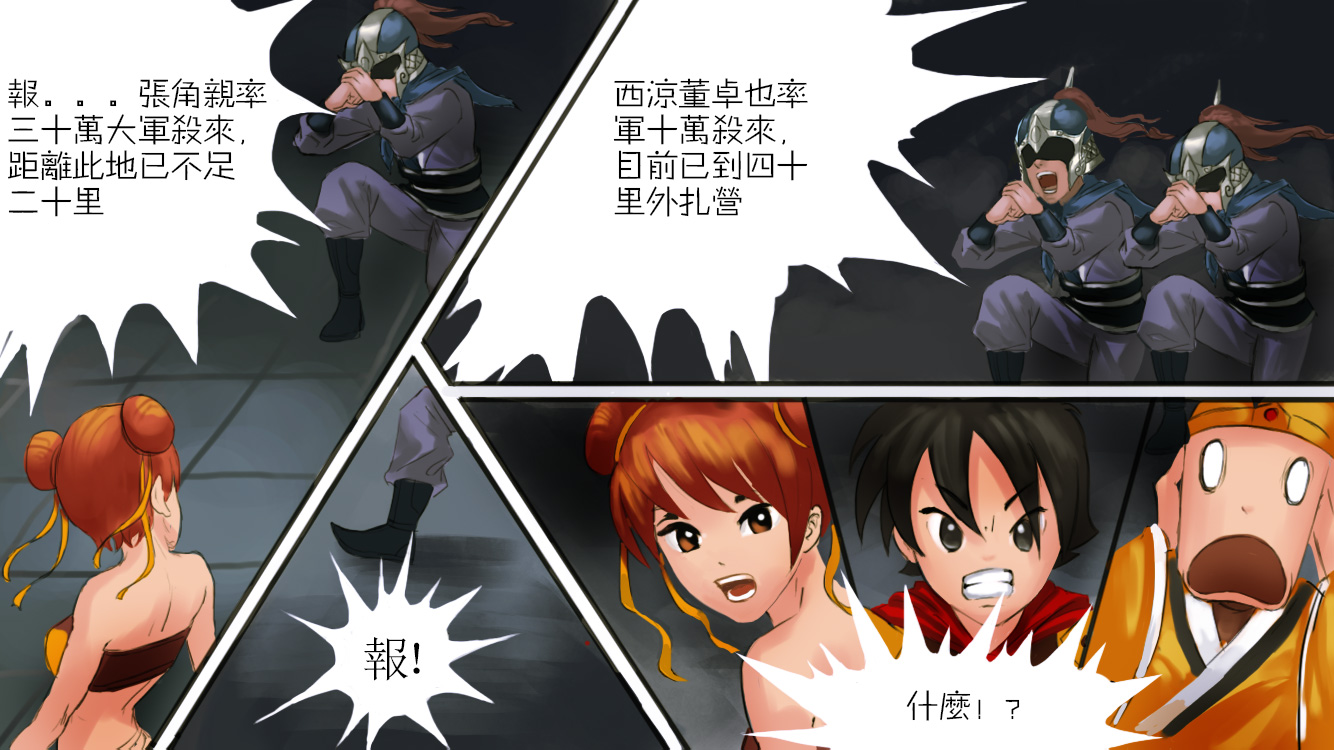 報。。。張角親率
三十萬大軍殺來,
距離此地已不足
二十里
報!
西涼董卓也率
軍十萬殺來,
目前已到四十
里外扎營
什麼!?